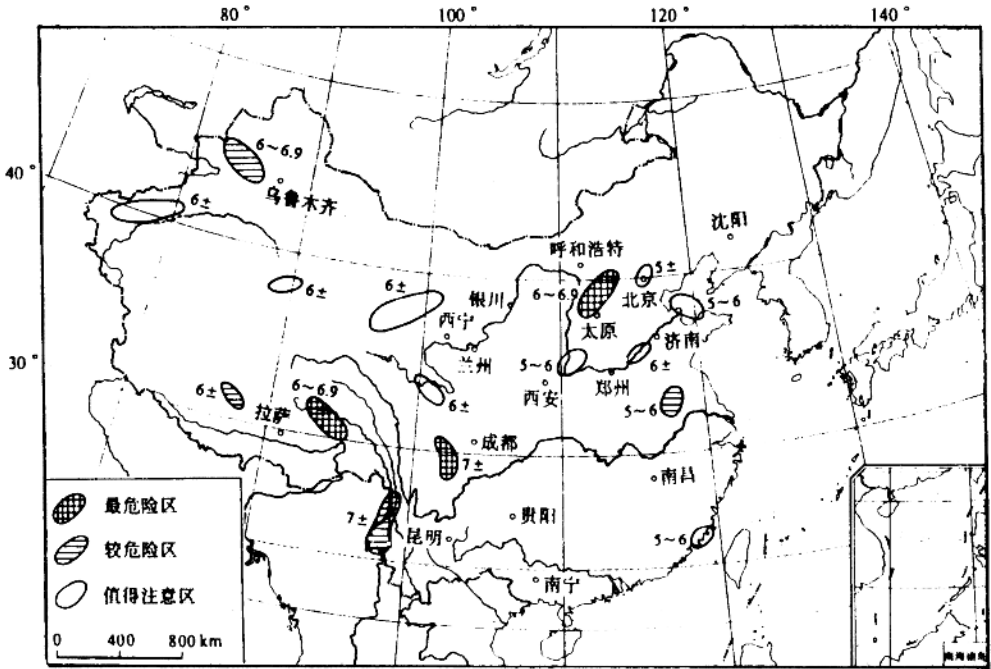 80°
100°
120°
140°
40°
30°
6~6.9
乌鲁木齐
6±
6±
6±
沈阳
呼和浩特
5±
6~6.9
北京
5~6
银川
西宁
太原
济南
兰州
5~6
6±
郑州
西安
6±
6±
6~6.9
拉萨
5~6
成都
7±
南昌
7±
昆明
贵阳
5~6
南宁
最危险区
较危险区
值得注意区
0 400 800 km
南海诸岛